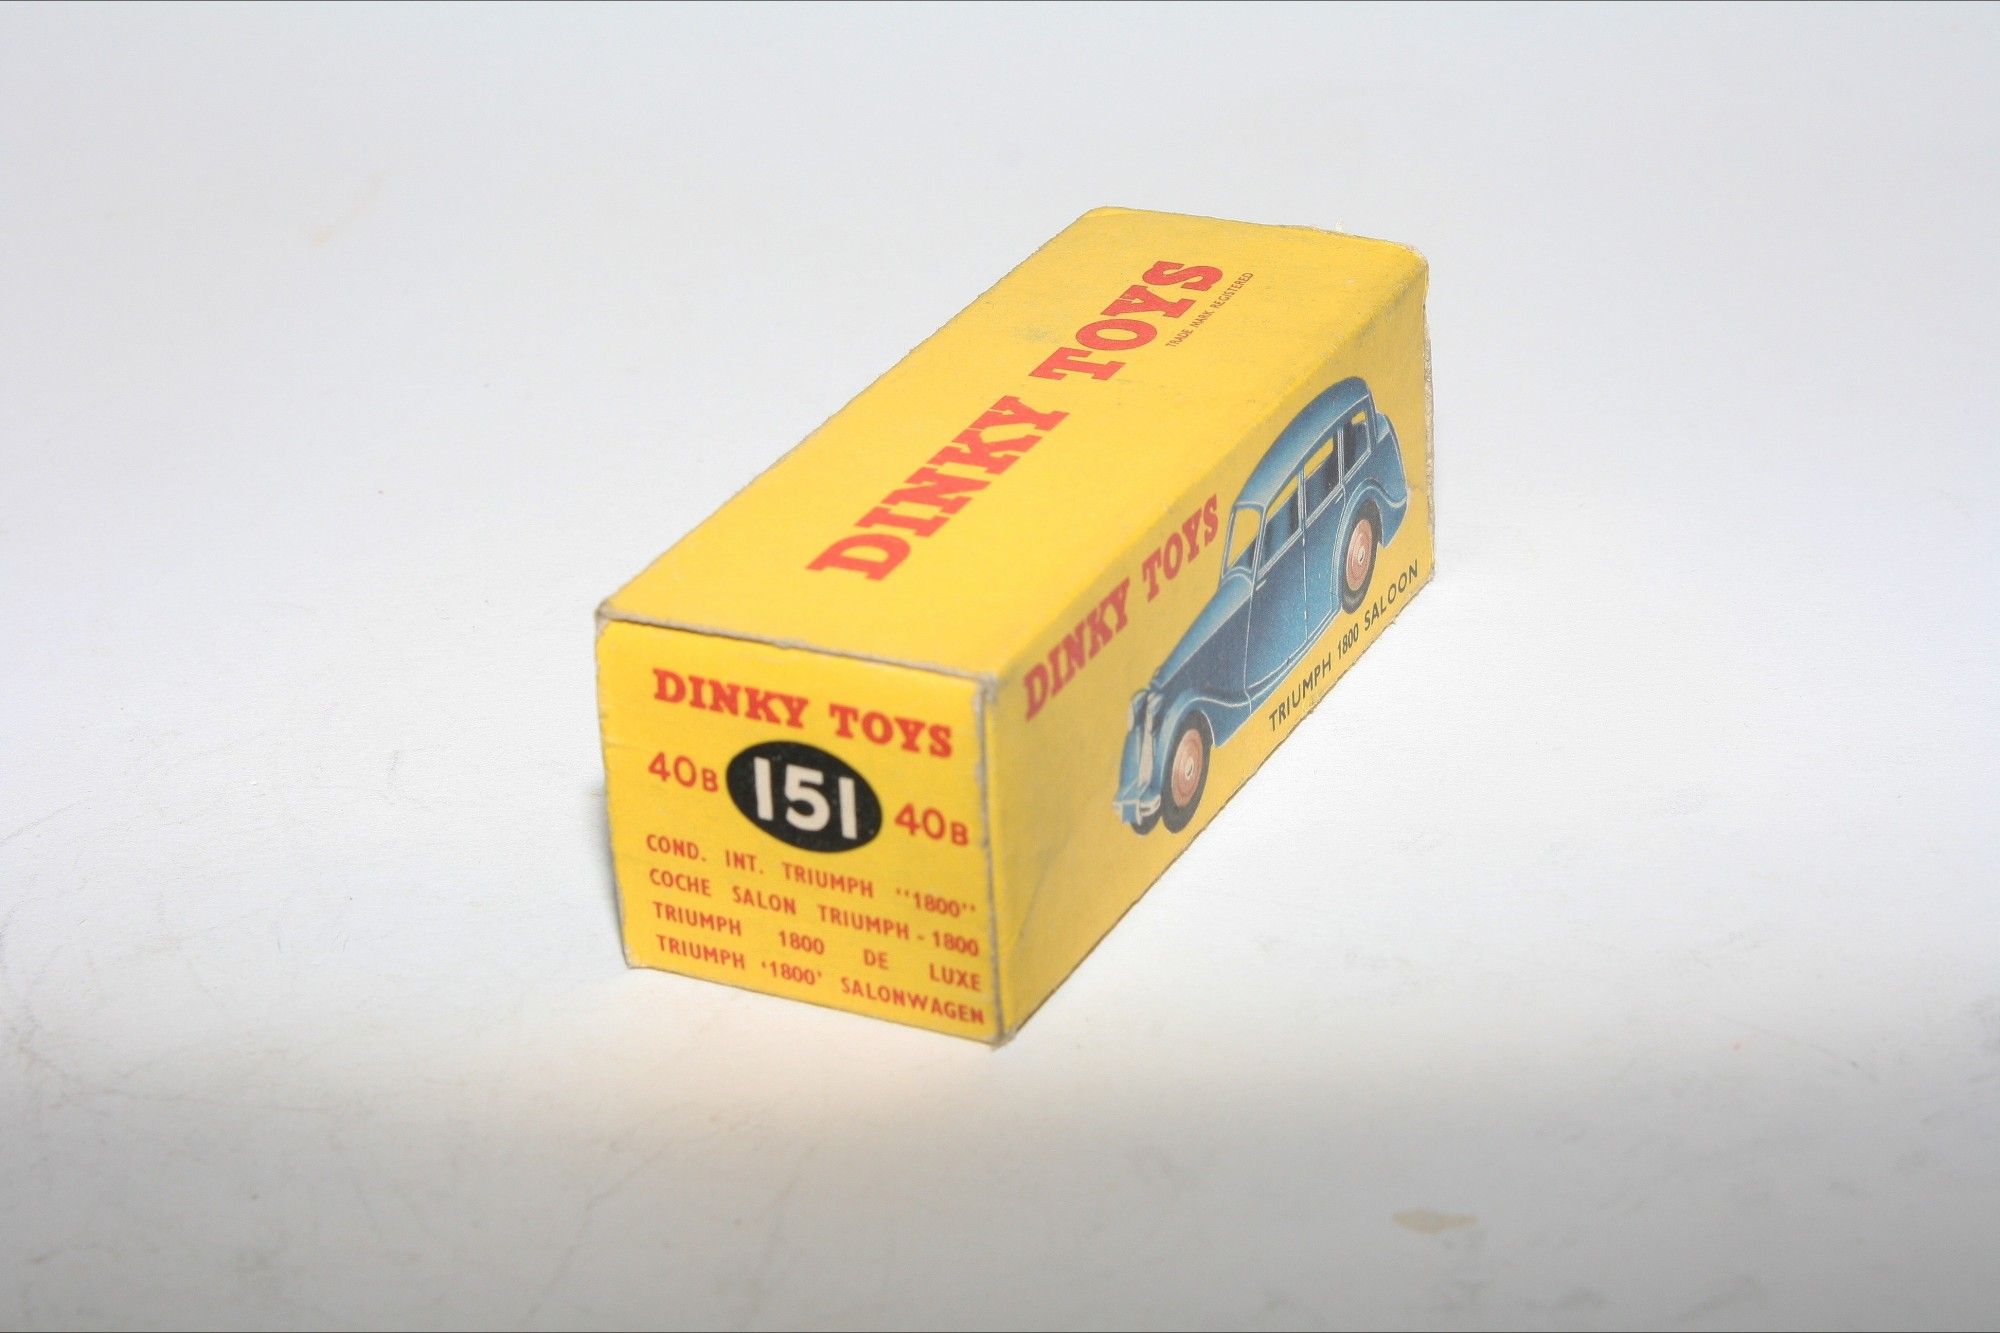 DINKY TOYS
TRADE MARK REGISTERED
DINKY TOYS
TRIUMPH 1800 SALOON
DINKY TOYS
40B 151 40B
COND. INT. TRIUMPH "1800"
COCHE SALON TRIUMPH - 1800
TRIUMPH 1800 DE LUXE
TRIUMPH '1800' SALONWAGEN